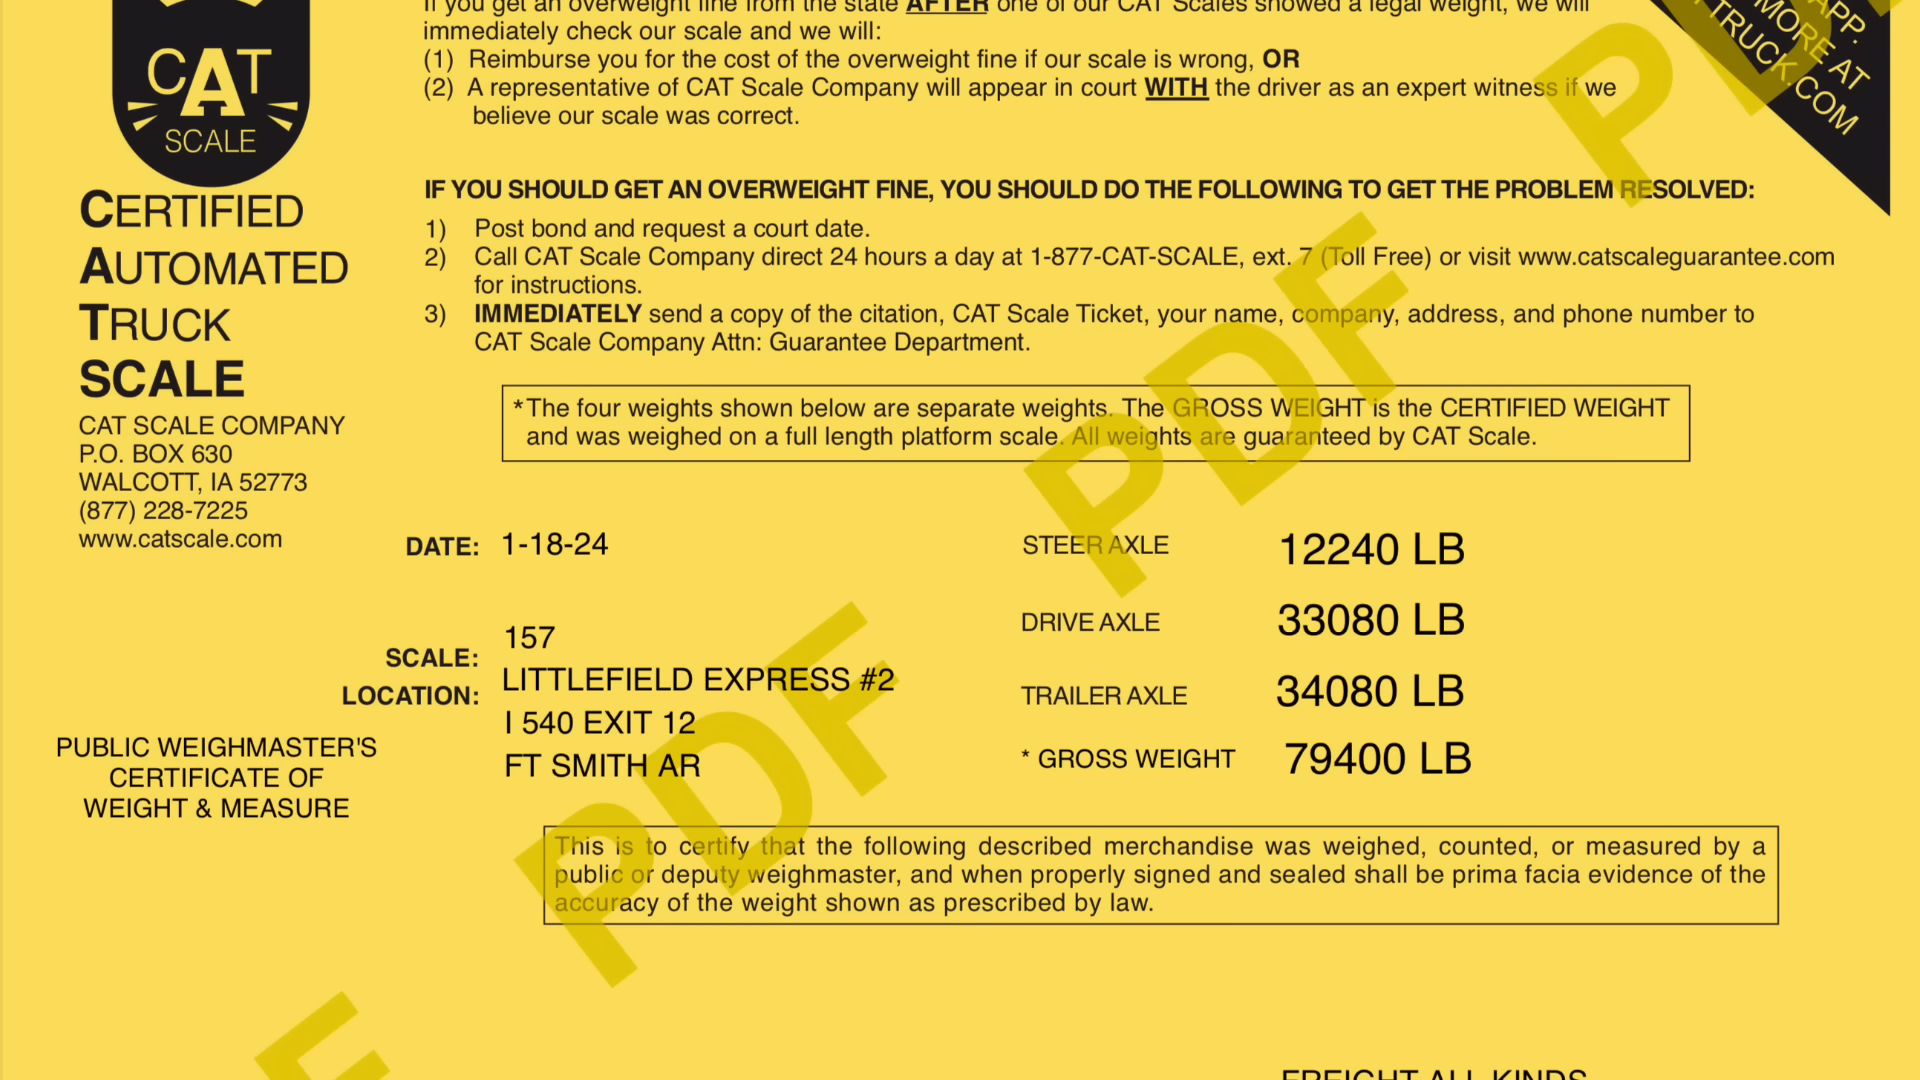 If you get an overweight fine from the state AFTER one of our CAT Scales showed a legal weight, we will
immediately check our scale and we will:
(1) Reimburse you for the cost of the overweight fine if our scale is wrong, OR
(2) A representative of CAT Scale Company will appear in court WITH the driver as an expert witness if we
believe our scale was correct.
APP.
MORE AT
TRUCK.COM
CAT
SCALE
CERTIFIED
AUTOMATED
TRUCK
SCALE
CAT SCALE COMPANY
P.O. BOX 630
WALCOTT, IA 52773
(877) 228-7225
www.catscale.com
IF YOU SHOULD GET AN OVERWEIGHT FINE, YOU SHOULD DO THE FOLLOWING TO GET THE PROBLEM RESOLVED:
1) Post bond and request a court date.
2) Call CAT Scale Company direct 24 hours a day at 1-877-CAT-SCALE, ext. 7 (Toll Free) or visit www.catscaleguarantee.com
for instructions.
3) IMMEDIATELY send a copy of the citation, CAT Scale Ticket, your name, company, address, and phone number to
CAT Scale Company Attn: Guarantee Department.
*The four weights shown below are separate weights. The GROSS WEIGHT is the CERTIFIED WEIGHT
and was weighed on a full length platform scale. All weights are guaranteed by CAT Scale.
DATE: 1-18-24
SCALE: 157
LOCATION: LITTLEFIELD EXPRESS #2
I 540 EXIT 12
FT SMITH AR
STEER AXLE 12240 LB
DRIVE AXLE 33080 LB
TRAILER AXLE 34080 LB
* GROSS WEIGHT 79400 LB
PUBLIC WEIGHMASTER'S
CERTIFICATE OF
WEIGHT & MEASURE
This is to certify that the following described merchandise was weighed, counted, or measured by a
public or deputy weighmaster, and when properly signed and sealed shall be prima facia evidence of the
accuracy of the weight shown as prescribed by law.
FREIGHT ALL KINDS
PDF
PDF
PDF